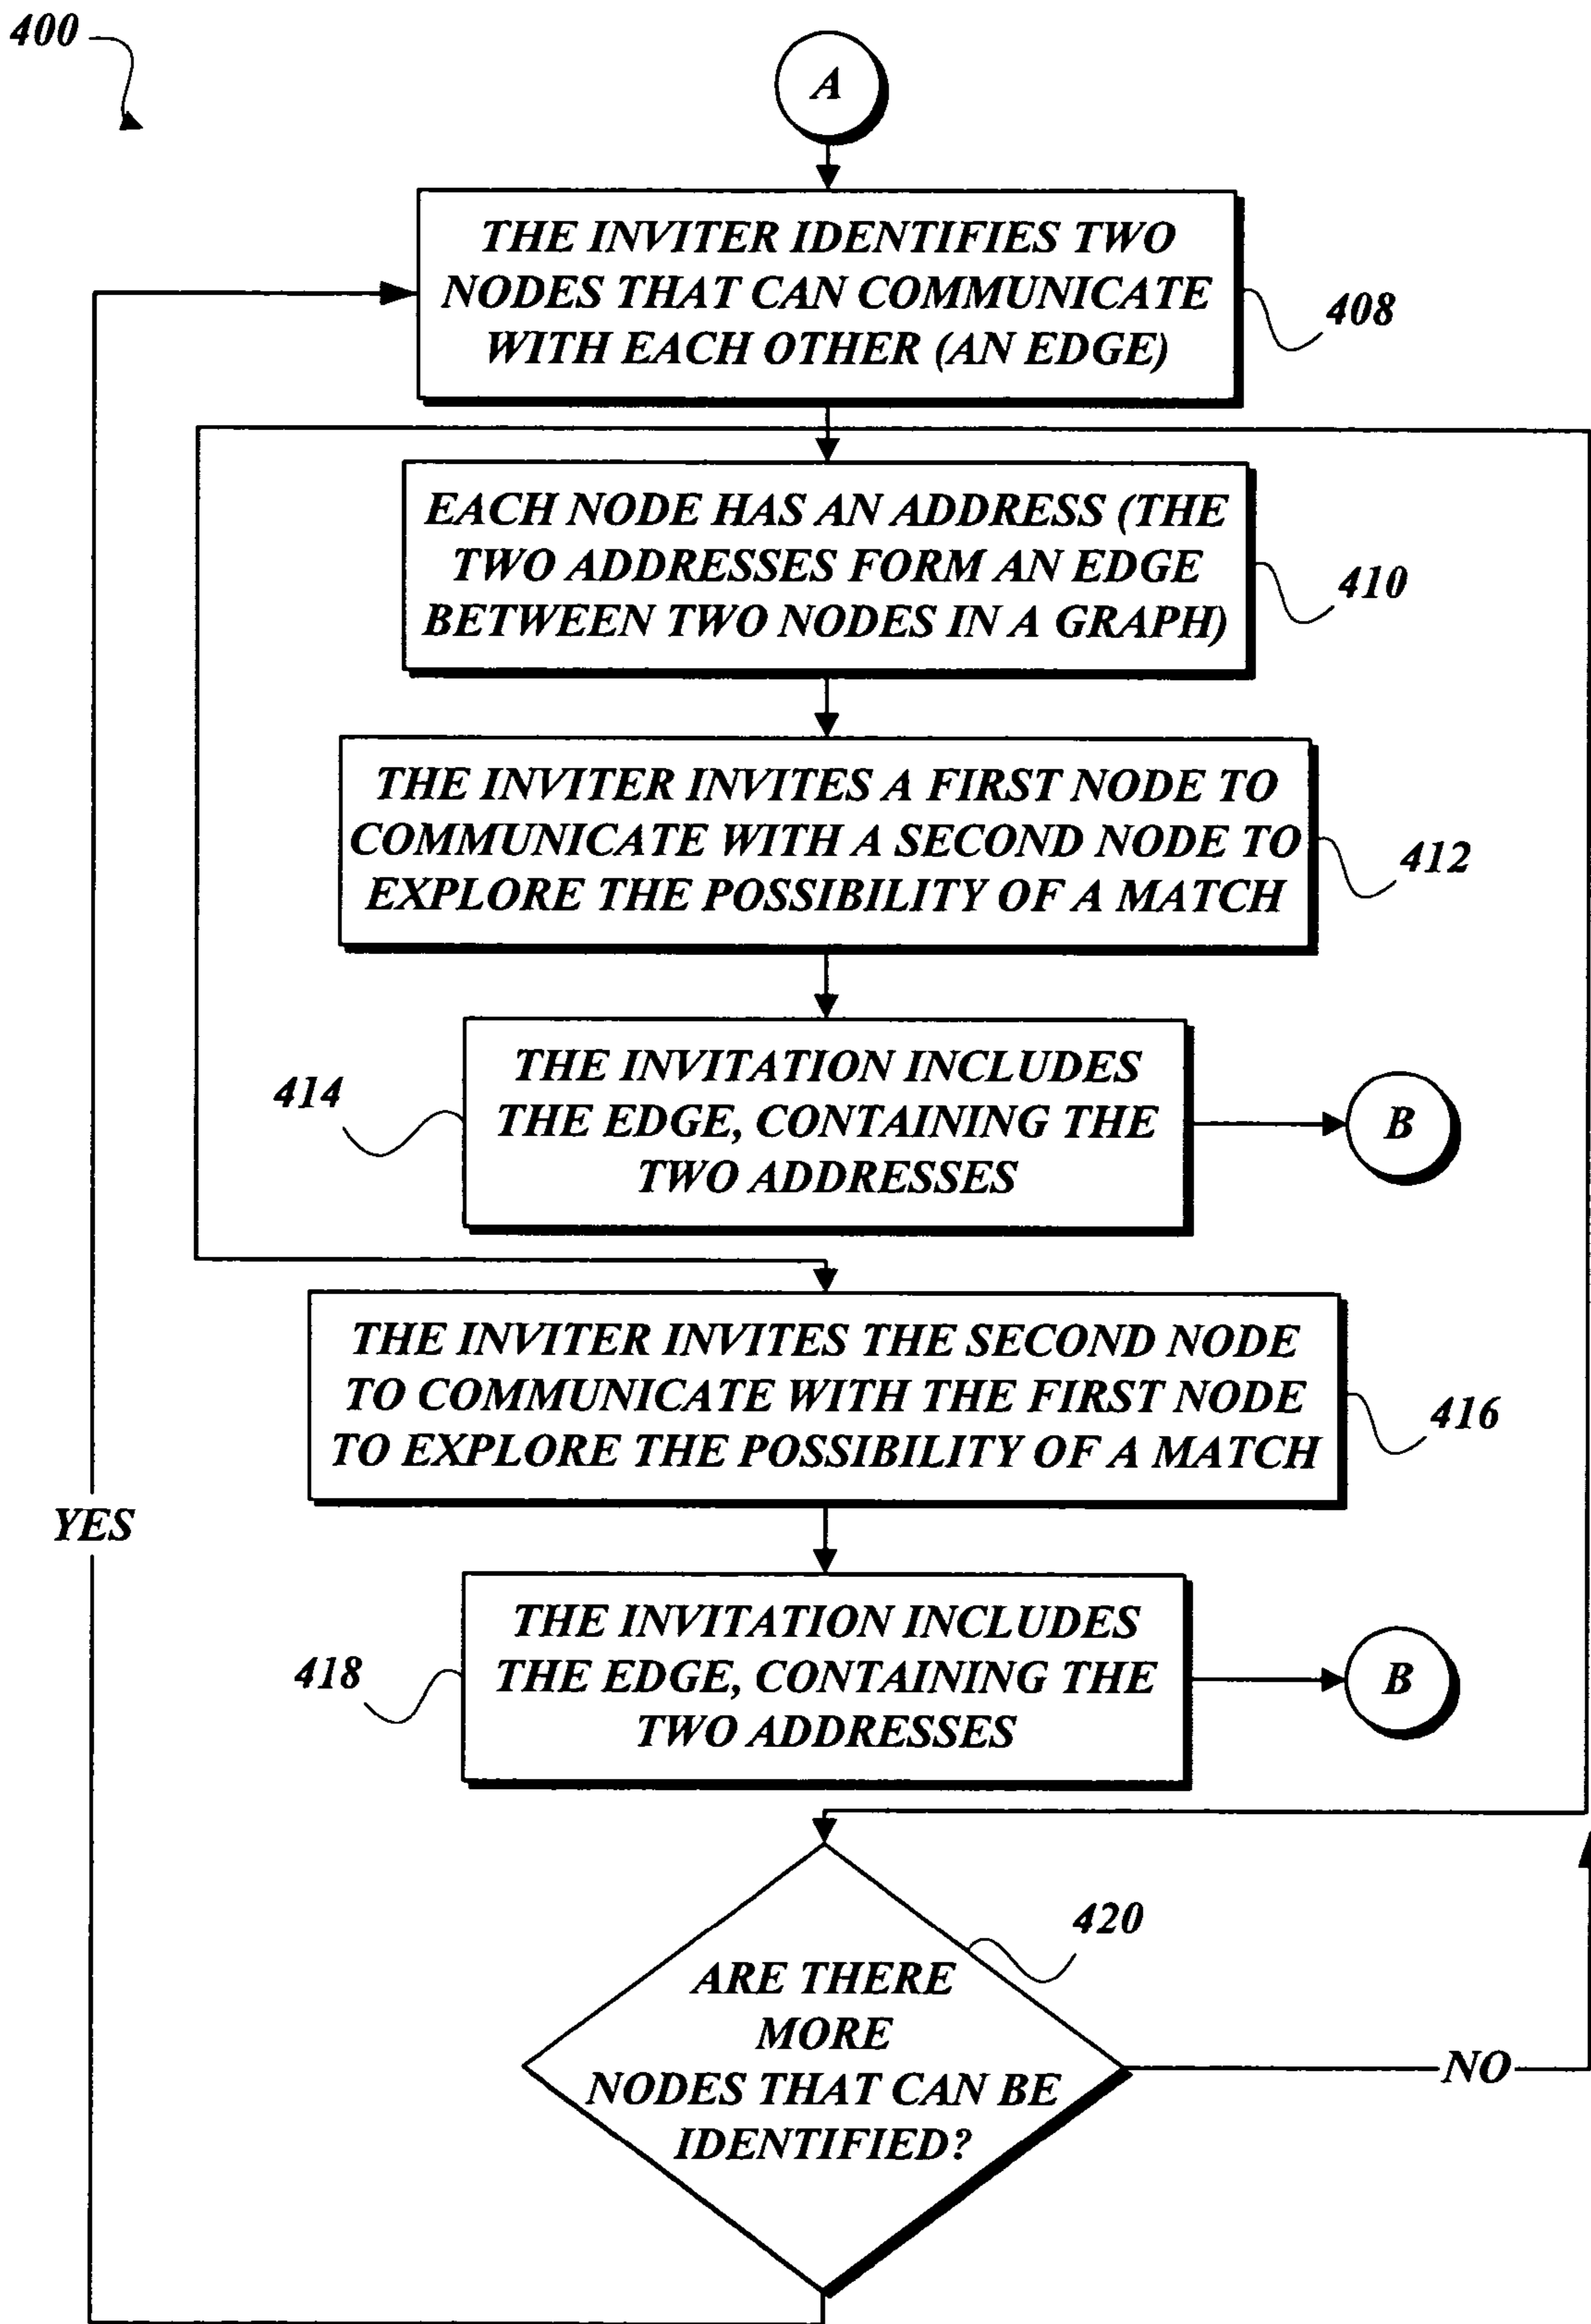 400
A
THE INVITER IDENTIFIES TWO
NODES THAT CAN COMMUNICATE
WITH EACH OTHER (AN EDGE)
408
EACH NODE HAS AN ADDRESS (THE
TWO ADDRESSES FORM AN EDGE
BETWEEN TWO NODES IN A GRAPH)
410
THE INVITER INVITES A FIRST NODE TO
COMMUNICATE WITH A SECOND NODE TO
EXPLORE THE POSSIBILITY OF A MATCH
412
THE INVITATION INCLUDES
THE EDGE, CONTAINING THE
TWO ADDRESSES
414
B
THE INVITER INVITES THE SECOND NODE
TO COMMUNICATE WITH THE FIRST NODE
TO EXPLORE THE POSSIBILITY OF A MATCH
416
YES
THE INVITATION INCLUDES
THE EDGE, CONTAINING THE
TWO ADDRESSES
418
B
420
ARE THERE
MORE
NODES THAT CAN BE
IDENTIFIED?
NO